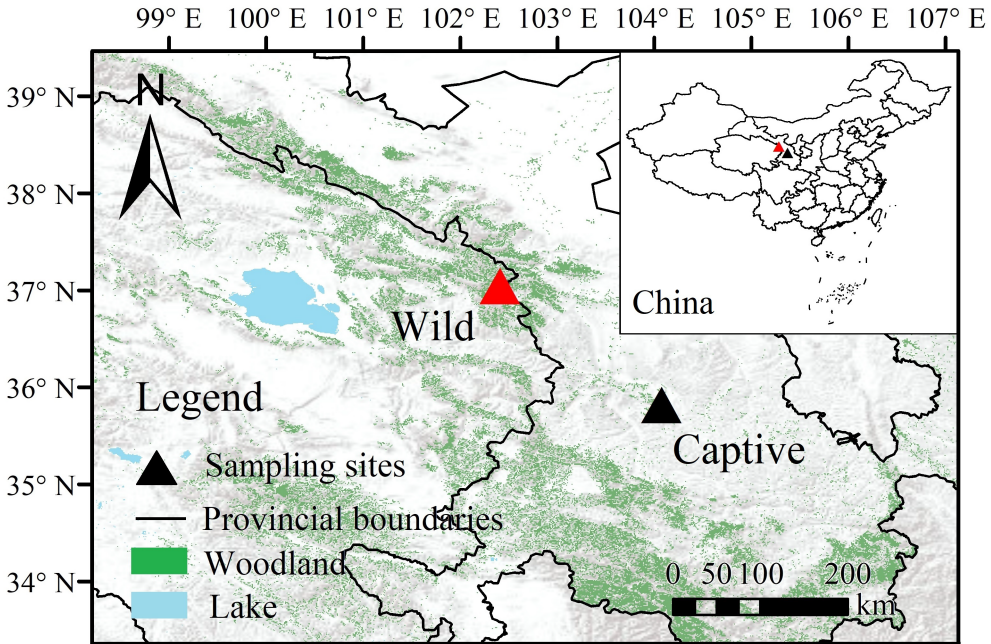 99° E 100° E 101° E 102° E 103° E 104° E 105° E 106° E 107° E
39° N
38° N
37° N
36° N
35° N
34° N
N
China
Wild
Captive
Legend
Sampling sites
Provincial boundaries
Woodland
Lake
0 50 100 200
km